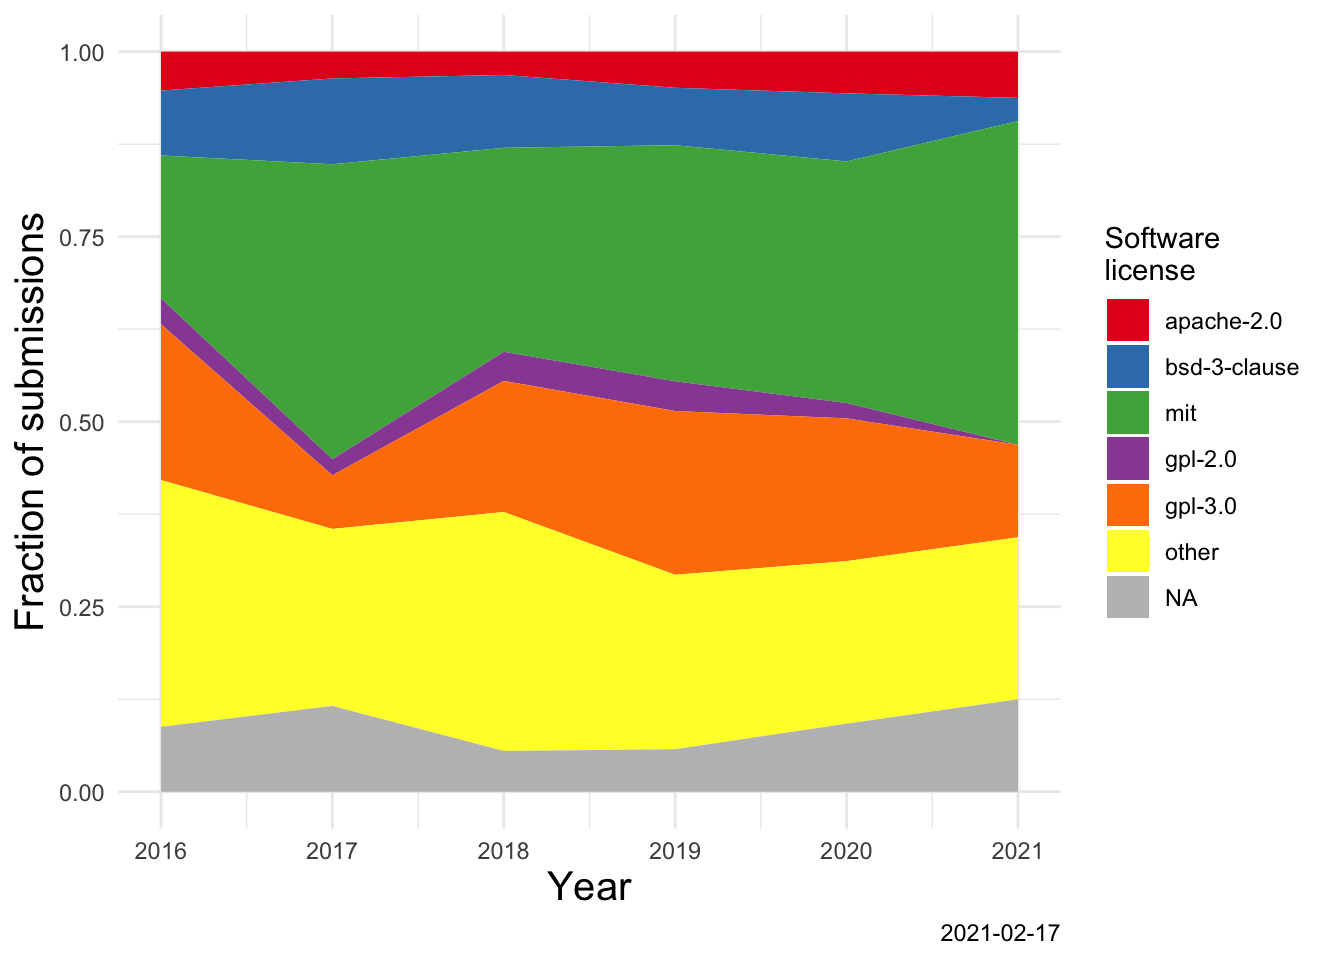 1.00
0.75
0.50
0.25
0.00
Fraction of submissions
2016 2017 2018 2019 2020 2021
Year
Software
license
apache-2.0
bsd-3-clause
mit
gpl-2.0
gpl-3.0
other
NA
2021-02-17